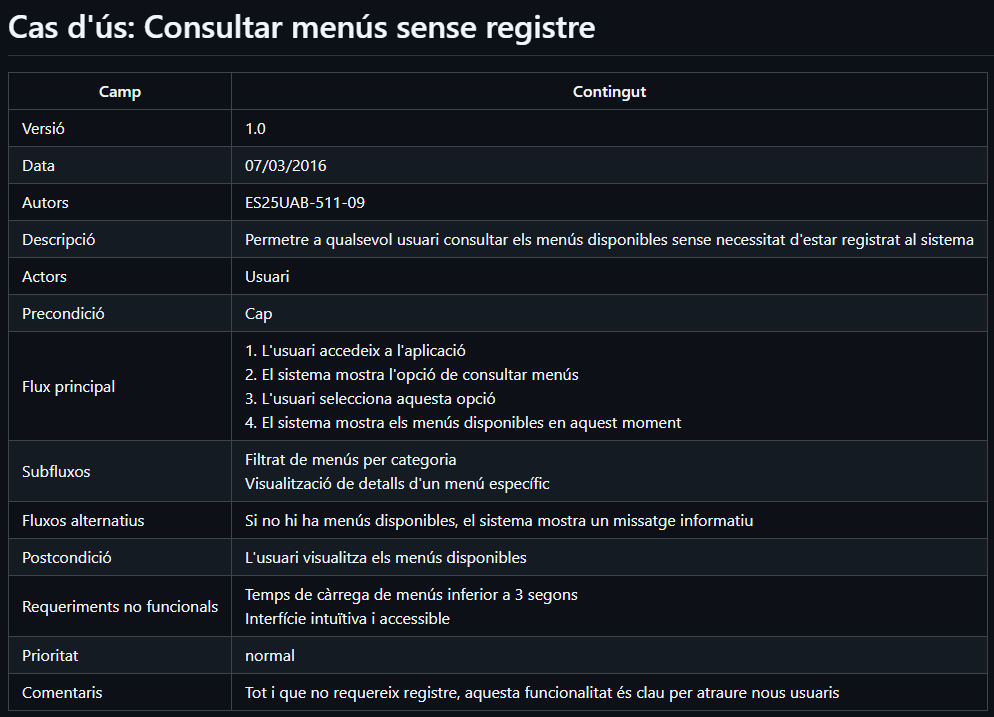 Cas d'ús: Consultar menús sense registre
Camp Contingut
Versió 1.0
Data 07/03/2016
Autors ES25UAB-511-09
Descripció Permetre a qualsevol usuari consultar els menús disponibles sense necessitat d'estar registrat al sistema
Actors Usuari
Precondició Cap
Flux principal
1. L'usuari accedeix a l'aplicació
2. El sistema mostra l'opció de consultar menús
3. L'usuari selecciona aquesta opció
4. El sistema mostra els menús disponibles en aquest moment
Subfluxos
Filtrat de menús per categoria
Visualització de detalls d'un menú específic
Fluxos alternatius Si no hi ha menús disponibles, el sistema mostra un missatge informatiu
Postcondició L'usuari visualitza els menús disponibles
Requeriments no funcionals
Temps de càrrega de menús inferior a 3 segons
Interfície intuïtiva i accessible
Prioritat normal
Comentaris Tot i que no requereix registre, aquesta funcionalitat és clau per atraure nous usuaris